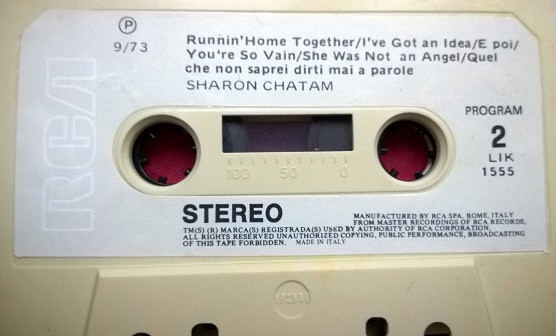 ℗
9/73
Runnin'Home Together/I've Got an Idea/E poi/
You're So Vain/She Was Not an Angel/Quel
che non saprei dirti mai a parole
SHARON CHATAM
RCA
PROGRAM
2
LIK
1555
100 50 0
STEREO
MANUFACTURED BY RCA SPA, ROME, ITALY
FROM MASTER RECORDINGS OF RCA RECORDS,
TM(S) (R) MARCA(S) REGISTRADA(S) USED BY AUTHORITY OF RCA CORPORATION.
ALL RIGHTS RESERVED UNAUTHORIZED COPYING, PUBLIC PERFORMANCE, BROADCASTING
OF THIS TAPE FORBIDDEN. MADE IN ITALY
RCA